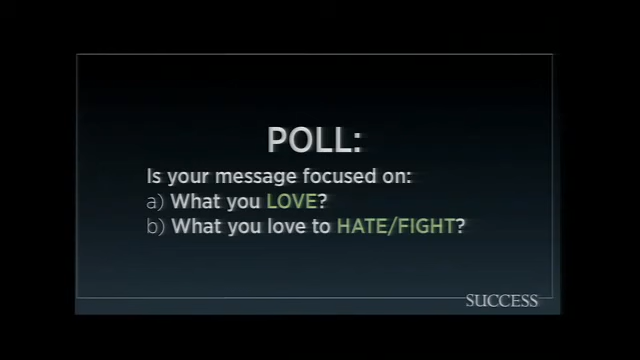 POLL:
Is your message focused on:
a) What you LOVE?
b) What you love to HATE/FIGHT?
SUCCESS